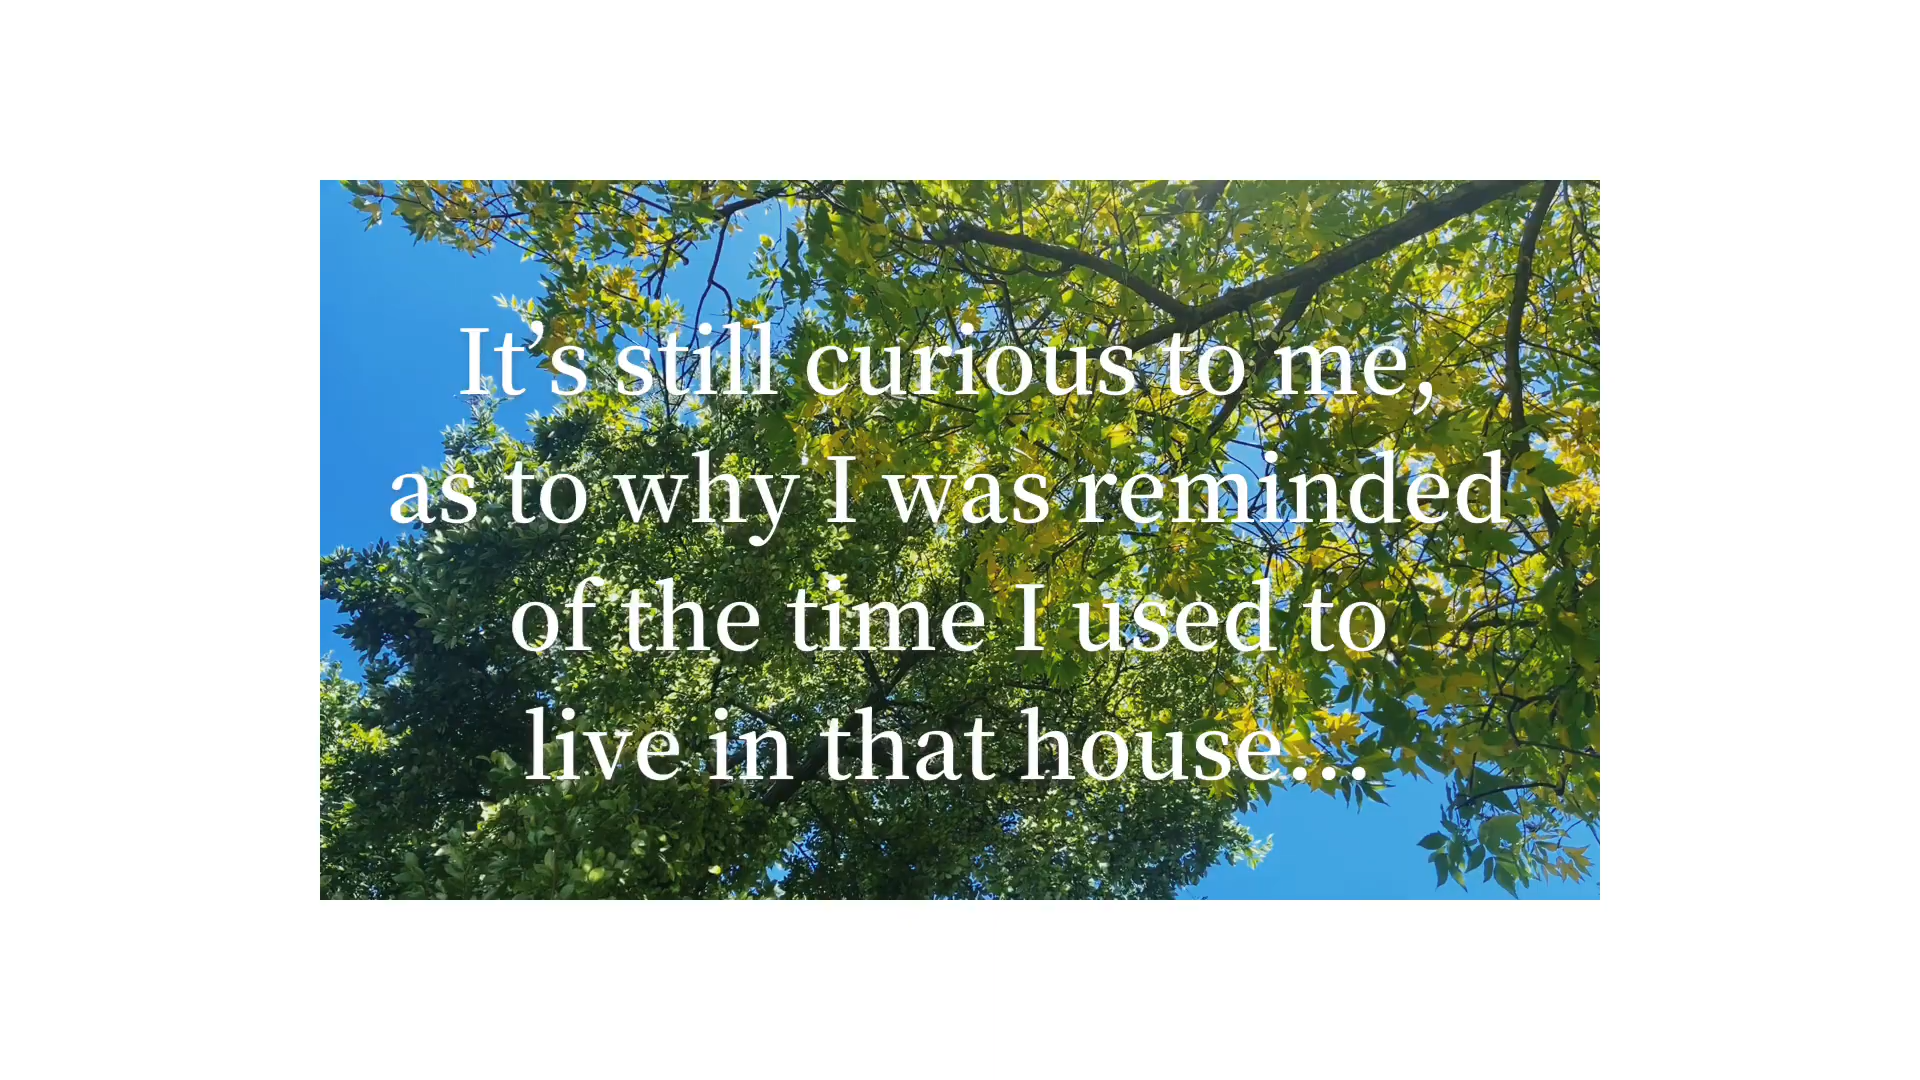 It’s still curious to me,
as to why I was reminded
of the time I used to
live in that house...